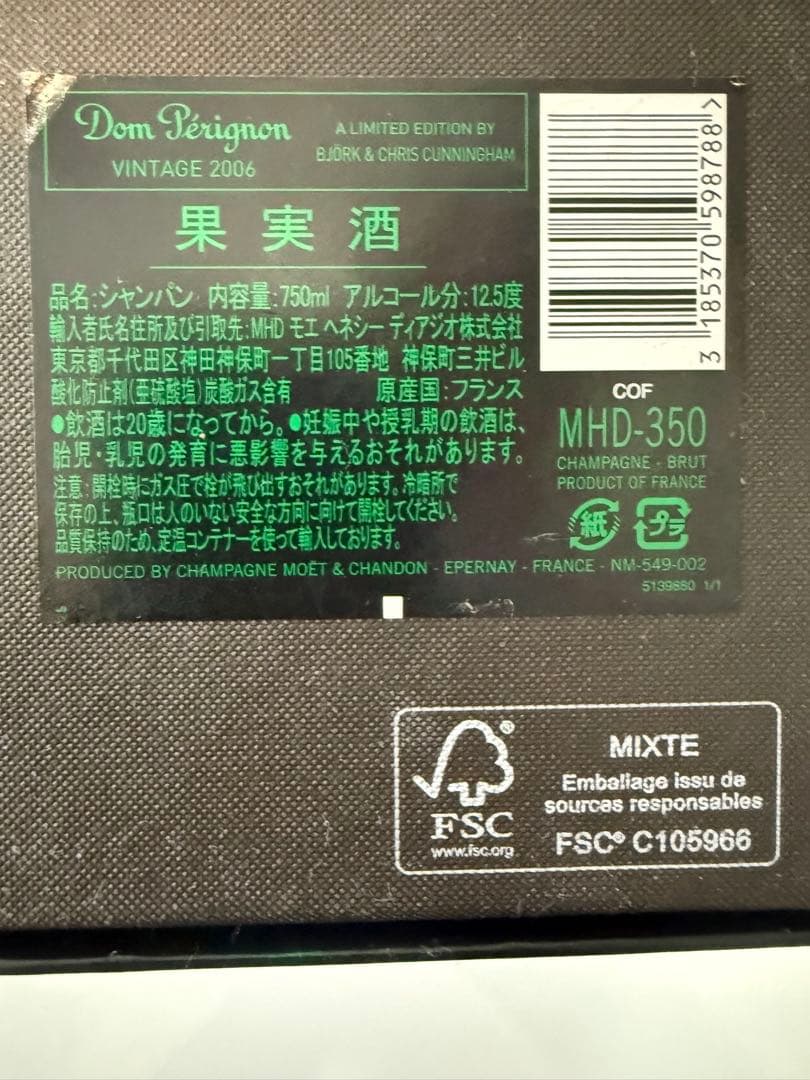 Dom Pérignon
VINTAGE 2006
A LIMITED EDITION BY
BJÖRK & CHRIS CUNNINGHAM
果実酒
品名:シャンパン 内容量:750ml アルコール分:12.5度
輸入者氏名住所及び引取先:MHD モエ ヘネシー ディアジオ株式会社
東京都千代田区神田神保町一丁目105番地 神保町三井ビル
酸化防止剤(亜硫酸塩)炭酸ガス含有 原産国:フランス
●飲酒は20歳になってから。●妊娠中や授乳期の飲酒は、
胎児・乳児の発育に悪影響を与えるおそれがあります。
注意:開栓時にガス圧で栓が飛び出すおそれがあります。冷暗所で
保存の上、瓶口は人のいない安全な方向に向けて開栓してください。
品質保持のため、定温コンテナーを使って輸入しております。
PRODUCED BY CHAMPAGNE MOËT & CHANDON - EPERNAY - FRANCE - NM-549-002
5139880 1/1
3 185370 598788 >
COF
MHD-350
CHAMPAGNE - BRUT
PRODUCT OF FRANCE
紙 プラ
FSC®
www.fsc.org
MIXTE
Emballage issu de
sources responsables
FSC® C105966